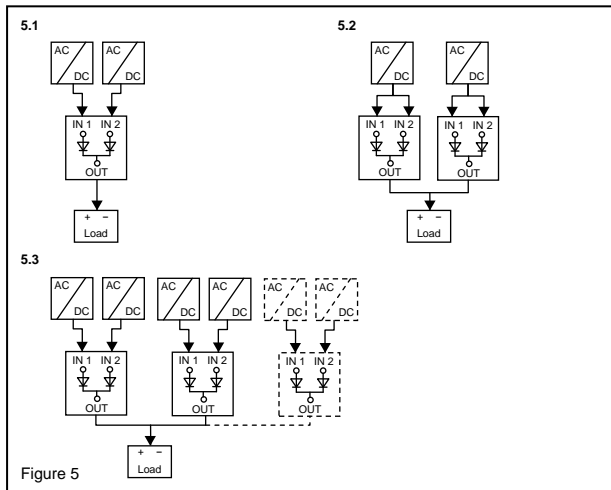 5.1
5.2
AC
DC
AC
DC
AC
DC
AC
DC
IN 1 IN 2
OUT
IN 1 IN 2
OUT
IN 1 IN 2
OUT
+ −
Load
+ −
Load
5.3
AC
DC
AC
DC
AC
DC
AC
DC
AC
DC
AC
DC
IN 1 IN 2
OUT
IN 1 IN 2
OUT
IN 1 IN 2
OUT
+ −
Load
Figure 5